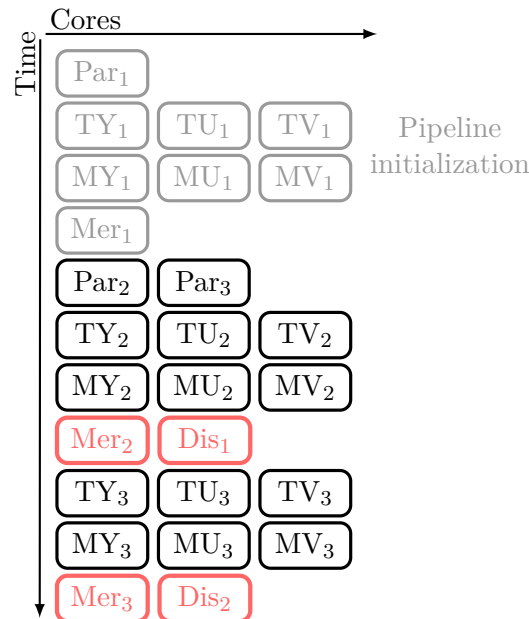 Cores
Time
Par₁
TY₁ TU₁ TV₁
Pipeline
initialization
MY₁ MU₁ MV₁
Mer₁
Par₂ Par₃
TY₂ TU₂ TV₂
MY₂ MU₂ MV₂
Mer₂ Dis₁
TY₃ TU₃ TV₃
MY₃ MU₃ MV₃
Mer₃ Dis₂